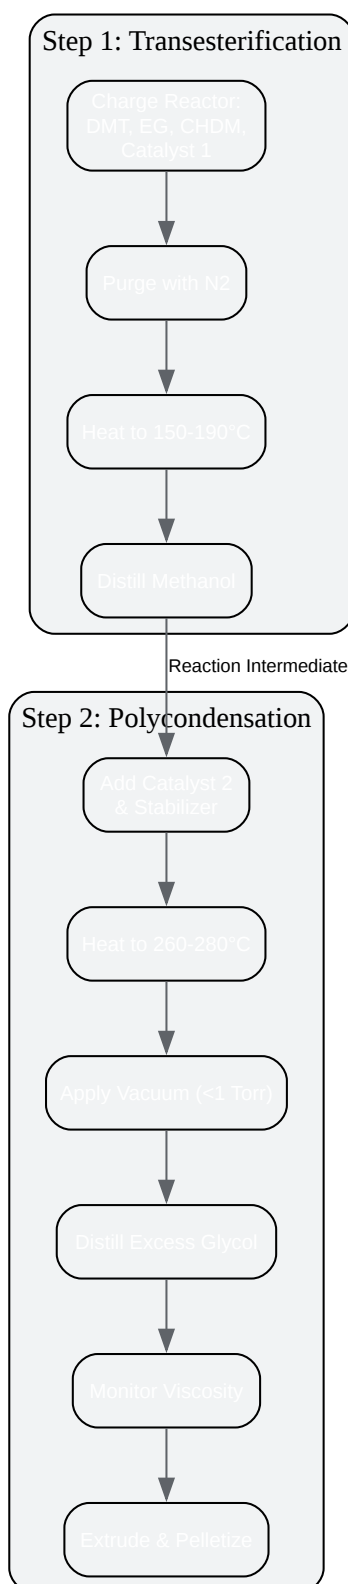 Step 1: Transesterification
Charge Reactor:
DMT, EG, CHDM,
Catalyst 1
Purge with N2
Heat to 150-190°C
Distill Methanol
Reaction Intermediate
Step 2: Polycondensation
Add Catalyst 2
& Stabilizer
Heat to 260-280°C
Apply Vacuum (<1 Torr)
Distill Excess Glycol
Monitor Viscosity
Extrude & Pelletize